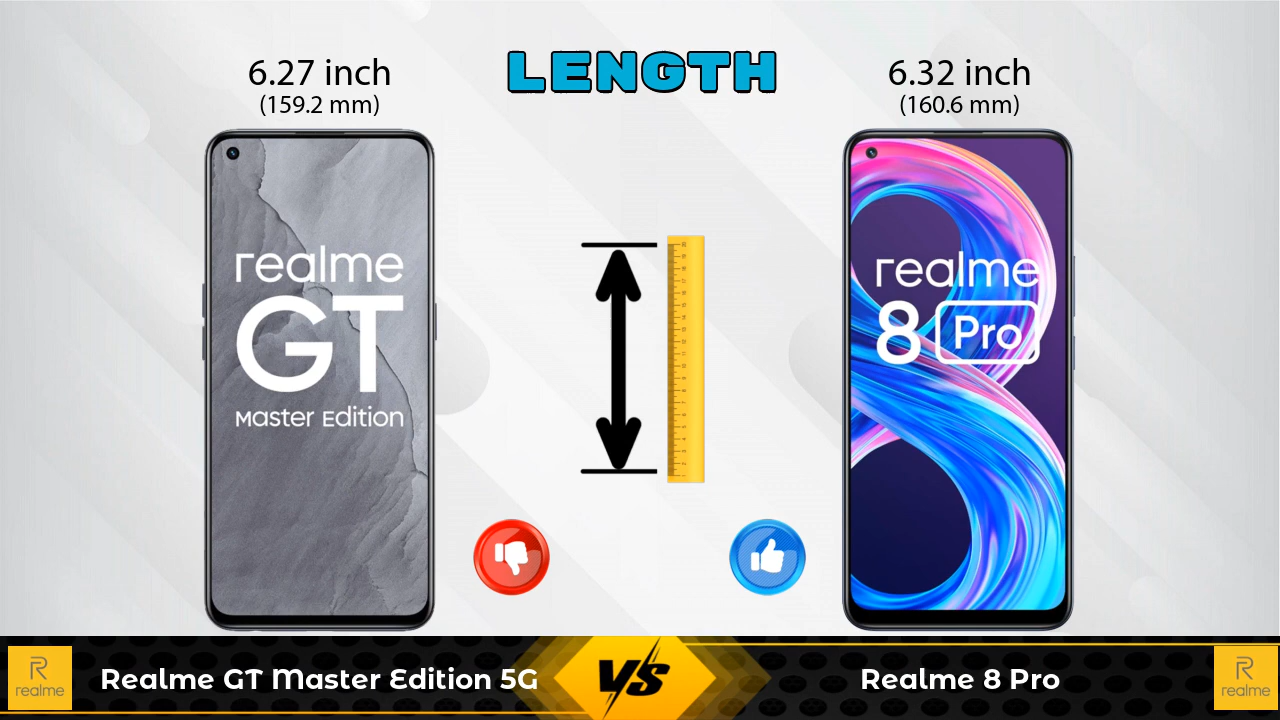 LENGTH
6.27 inch
(159.2 mm)
6.32 inch
(160.6 mm)
realme
GT
Master Edition
realme
8 Pro
R
realme
Realme GT Master Edition 5G
VS
Realme 8 Pro
R
realme